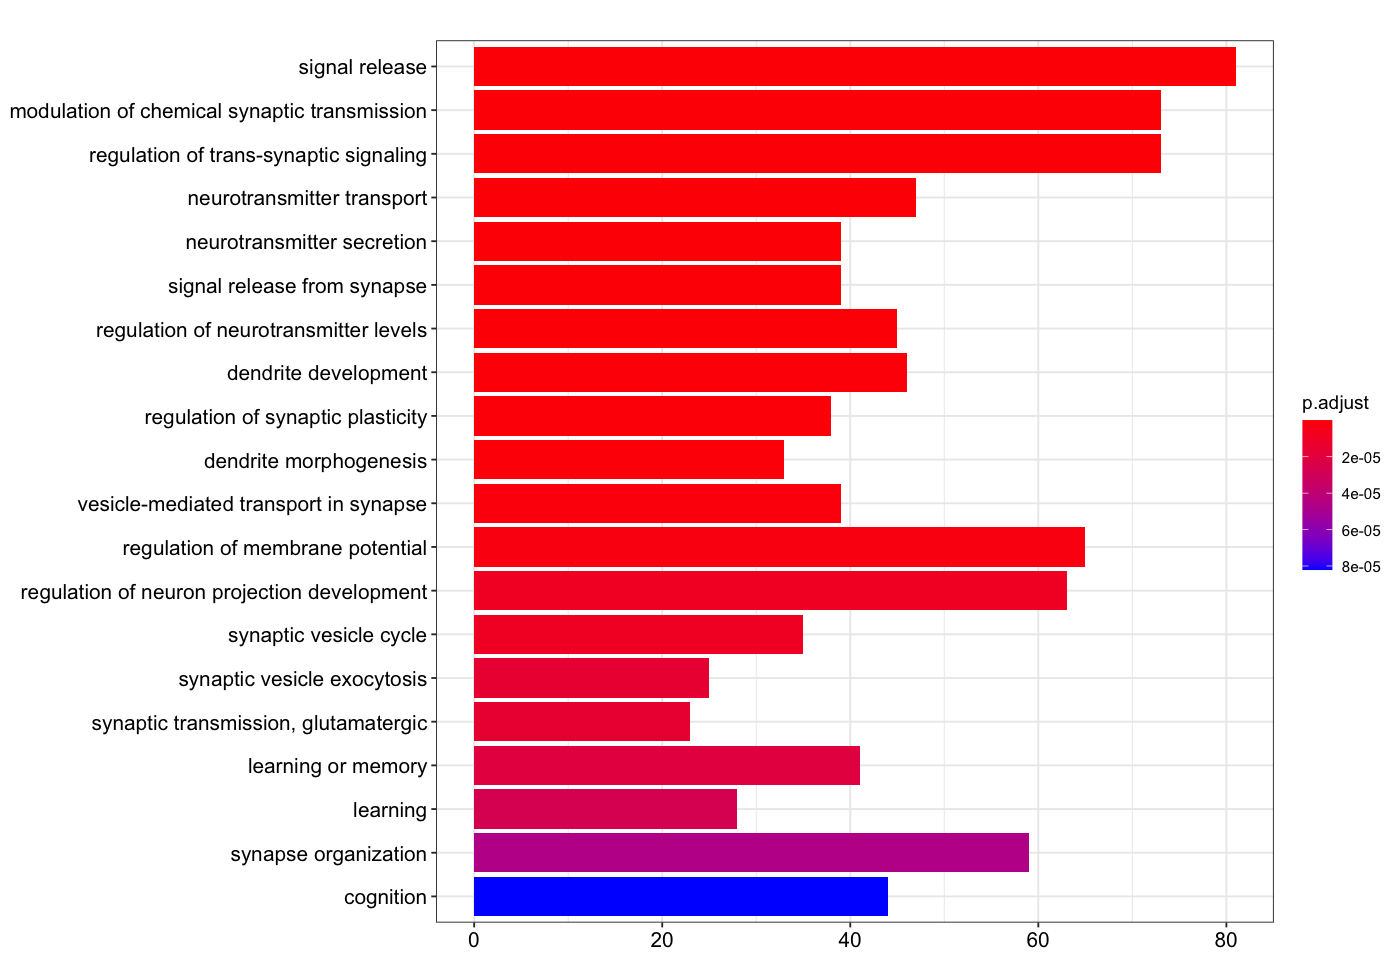 signal release
modulation of chemical synaptic transmission
regulation of trans-synaptic signaling
neurotransmitter transport
neurotransmitter secretion
signal release from synapse
regulation of neurotransmitter levels
dendrite development
regulation of synaptic plasticity
dendrite morphogenesis
vesicle-mediated transport in synapse
regulation of membrane potential
regulation of neuron projection development
synaptic vesicle cycle
synaptic vesicle exocytosis
synaptic transmission, glutamatergic
learning or memory
learning
synapse organization
cognition
0 20 40 60 80
p.adjust
2e-05
4e-05
6e-05
8e-05